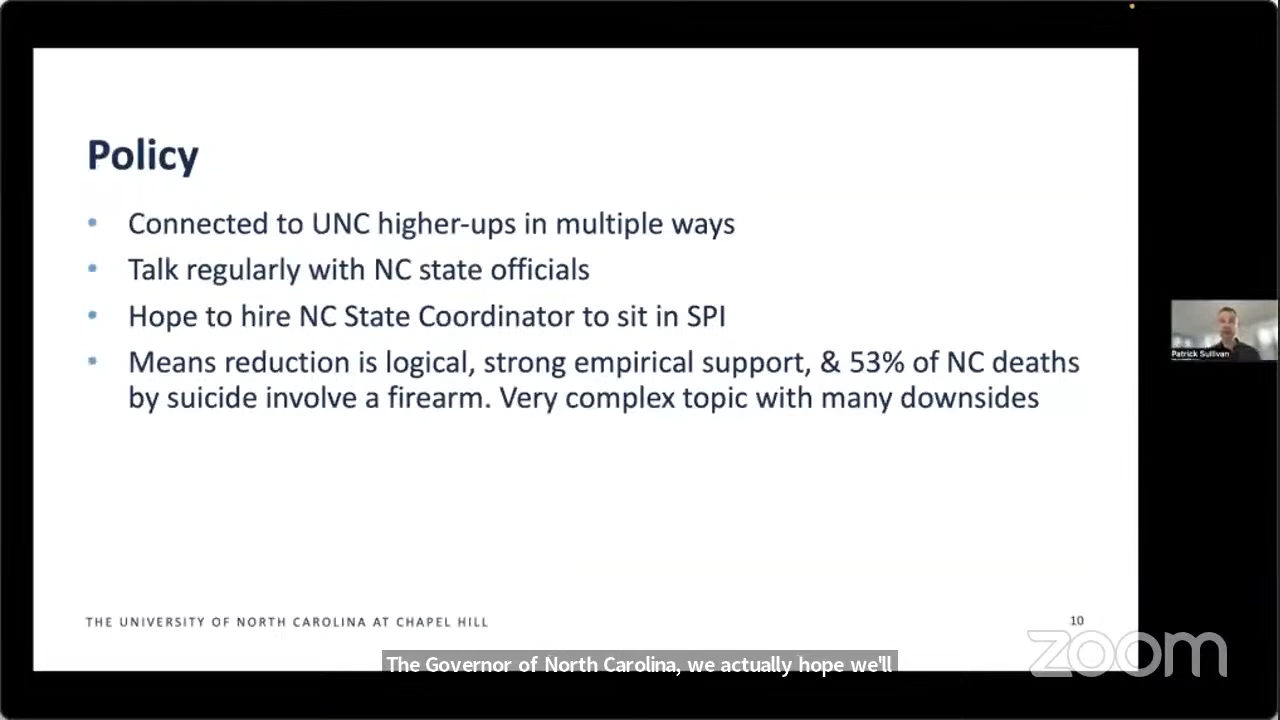 Policy
• Connected to UNC higher-ups in multiple ways
• Talk regularly with NC state officials
• Hope to hire NC State Coordinator to sit in SPI
• Means reduction is logical, strong empirical support, & 53% of NC deaths
by suicide involve a firearm. Very complex topic with many downsides
Patrick Sullivan
THE UNIVERSITY OF NORTH CAROLINA AT CHAPEL HILL
10
zoom
The Governor of North Carolina, we actually hope we'll